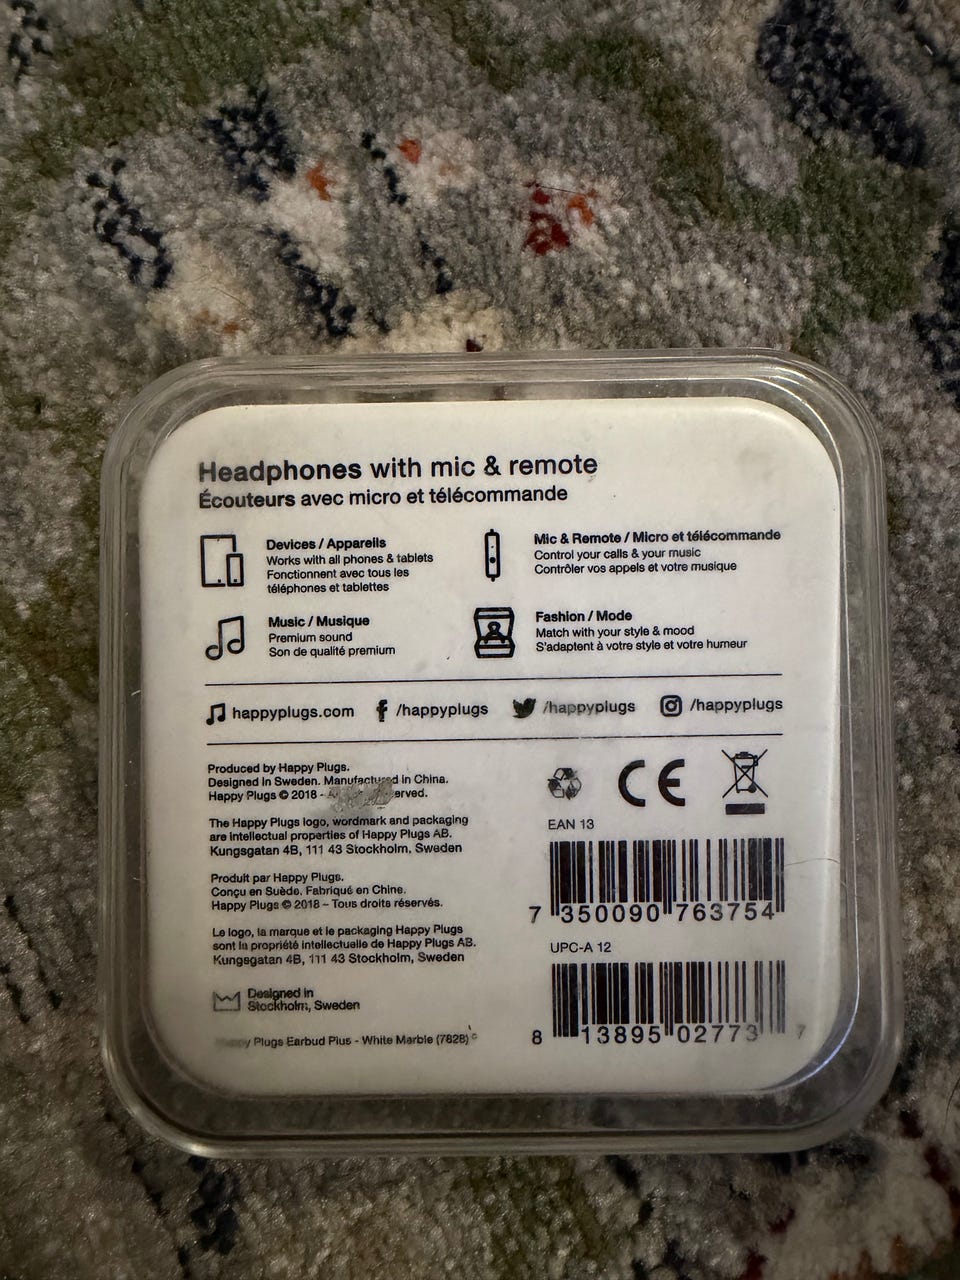 Headphones with mic & remote
Écouteurs avec micro et télécommande
Devices / Appareils
Works with all phones & tablets
Fonctionnent avec tous les
téléphones et tablettes
Mic & Remote / Micro et télécommande
Control your calls & your music
Contrôler vos appels et votre musique
Music / Musique
Premium sound
Son de qualité premium
Fashion / Mode
Match with your style & mood
S'adaptent à votre style et votre humeur
happyplugs.com
/happyplugs
/happyplugs
/happyplugs
Produced by Happy Plugs.
Designed in Sweden. Manufactured in China.
Happy Plugs © 2018 -
The Happy Plugs logo, wordmark and packaging
are intellectual properties of Happy Plugs AB.
Kungsgatan 4B, 111 43 Stockholm, Sweden
Produit par Happy Plugs.
Conçu en Suède. Fabriqué en Chine.
Happy Plugs © 2018 – Tous droits réservés.
Le logo, la marque et le packaging Happy Plugs
sont la propriété intellectuelle de Happy Plugs AB.
Kungsgatan 4B, 111 43 Stockholm, Sweden
Designed in
Stockholm, Sweden
Happy Plugs Earbud Plus - White Marble (7828)
CE
EAN 13
7 350090 763754
UPC-A 12
8 13895 02773 7